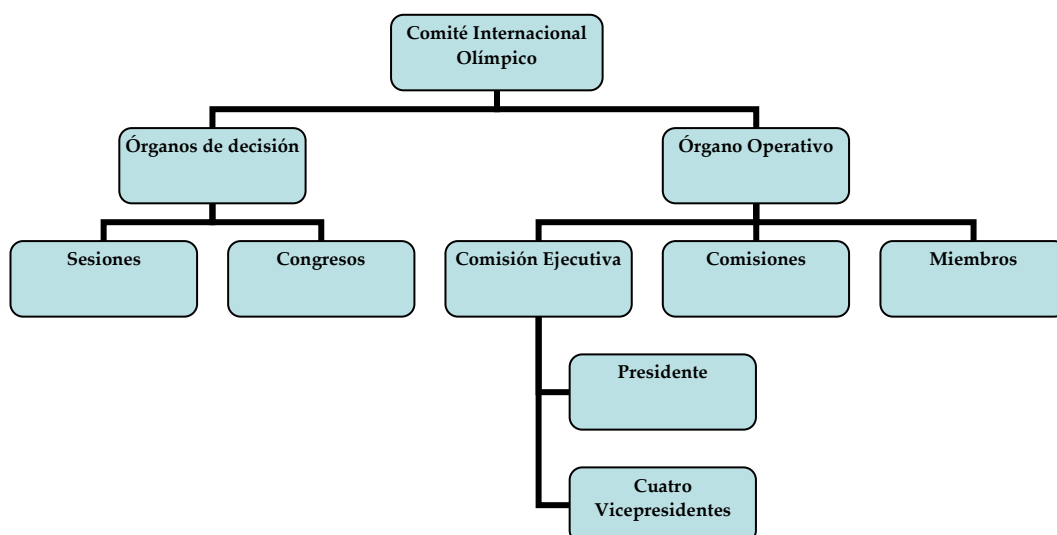 Comité Internacional
Olímpico
Órganos de decisión
Órgano Operativo
Sesiones
Congresos
Comisión Ejecutiva
Comisiones
Miembros
Presidente
Cuatro
Vicepresidentes